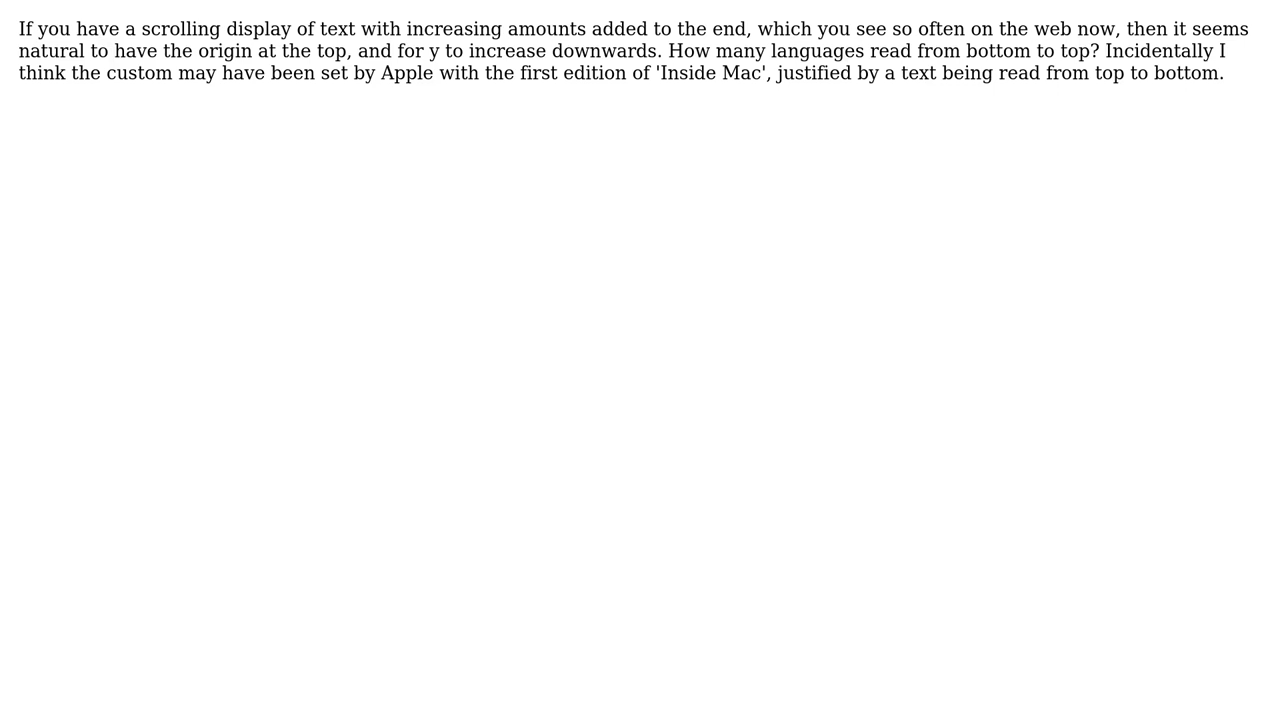 If you have a scrolling display of text with increasing amounts added to the end, which you see so often on the web now, then it seems
natural to have the origin at the top, and for y to increase downwards. How many languages read from bottom to top? Incidentally I
think the custom may have been set by Apple with the first edition of 'Inside Mac', justified by a text being read from top to bottom.